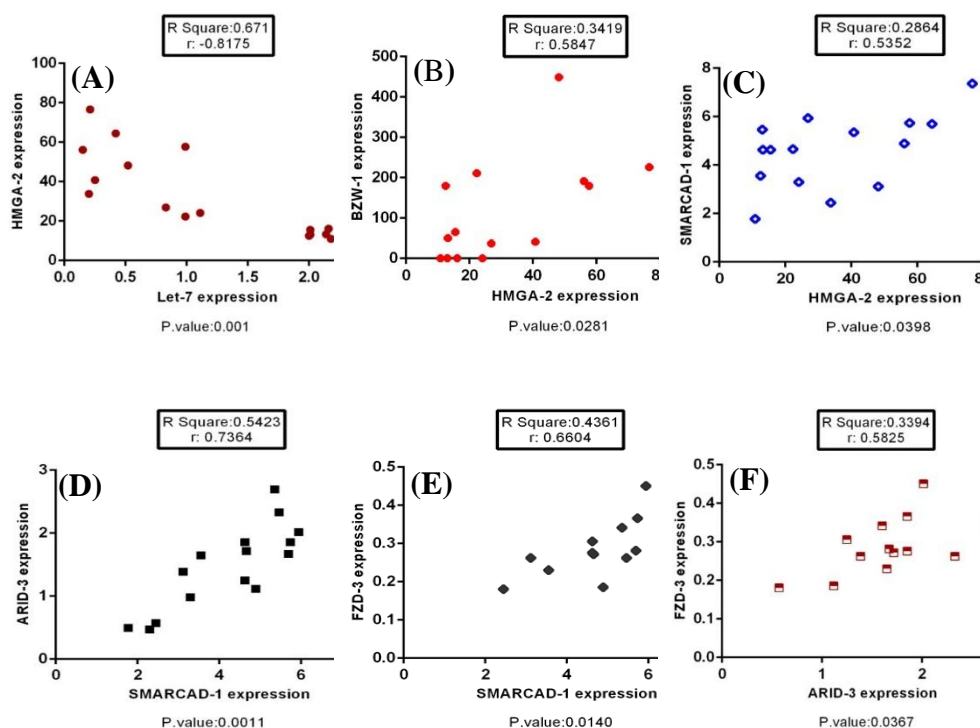 R Square:0.671
r: -0.8175
(A)
HMGA-2 expression
100
80
60
40
20
0
0.0 0.5 1.0 1.5 2.0
Let-7 expression
P.value:0.001
R Square:0.3419
r: 0.5847
(B)
BZW-1 expression
500
400
300
200
100
0
0 20 40 60 8
HMGA-2 expression
P.value:0.0281
R Square:0.2864
r: 0.5352
(C)
SMARCAD-1 expression
8
6
4
2
0
0 20 40 60 8
HMGA-2 expression
P.value:0.0398
R Square:0.5423
r: 0.7364
(D)
ARID-3 expression
3
2
1
0
0 2 4 6
SMARCAD-1 expression
P.value:0.0011
R Square:0.4361
r: 0.6604
(E)
FZD-3 expression
0.5
0.4
0.3
0.2
0.1
0.0
0 2 4 6
SMARCAD-1 expression
P.value:0.0140
R Square:0.3394
r: 0.5825
(F)
FZD-3 expression
0.5
0.4
0.3
0.2
0.1
0.0
0 1 2
ARID-3 expression
P.value:0.0367